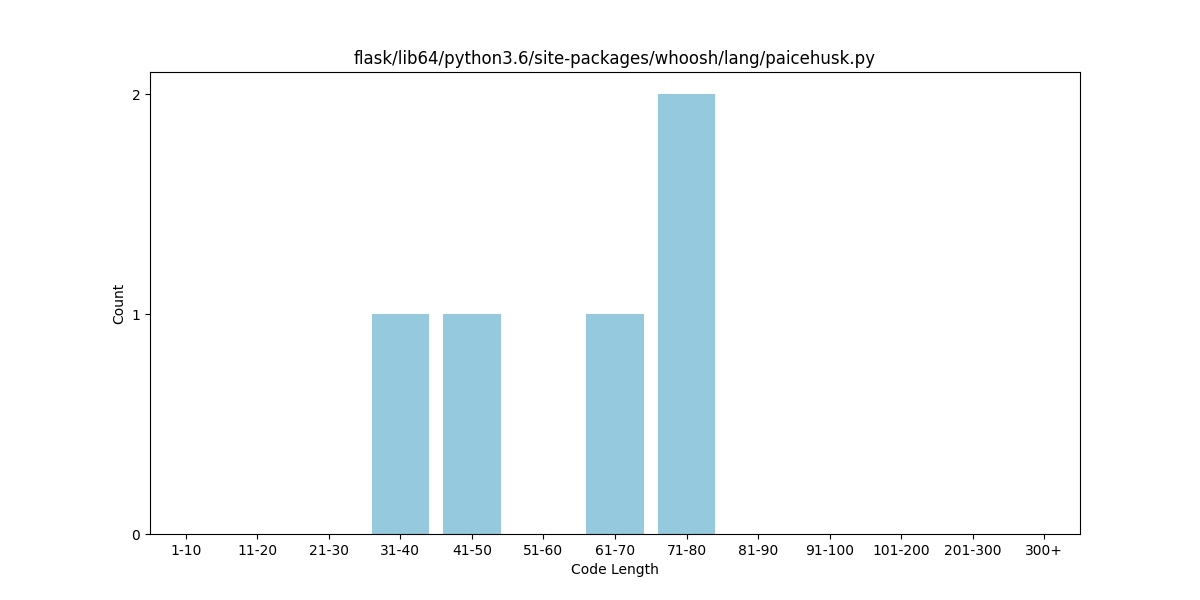 flask/lib64/python3.6/site-packages/whoosh/lang/paicehusk.py
2
1
0
Count
1-10 11-20 21-30 31-40 41-50 51-60 61-70 71-80 81-90 91-100 101-200 201-300 300+
Code Length